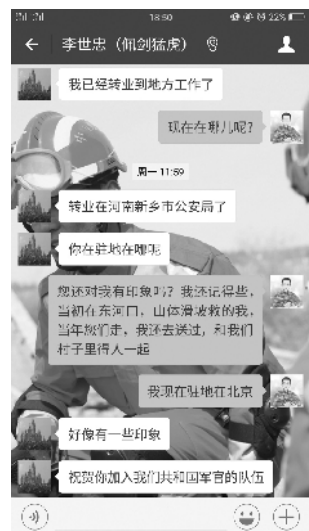 18:50
22%
李世忠（佩剑猛虎）
我已经转业到地方工作了
现在在哪儿呢？
周一 11:59
转业在河南新乡市公安局了
你在驻地在哪呢
您还对我有印象吗？我还记得些，
当初在东河口，山体滑坡救的我，
当年您们走，我还去送过，和我们
村子里得人一起
我现在驻地在北京
好像有一些印象
祝贺你加入我们共和国军官的队伍